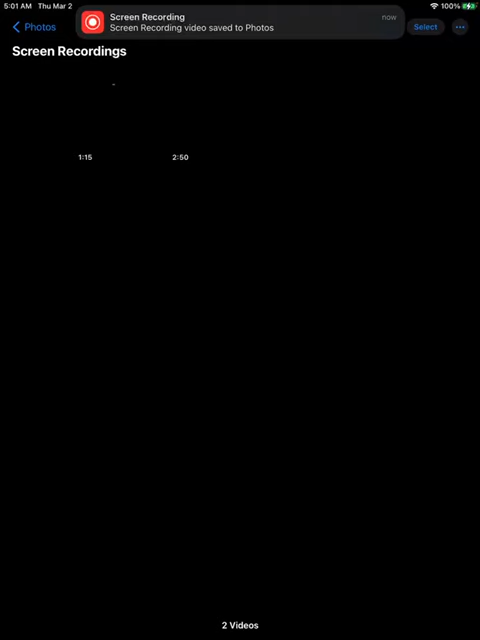 5:01 AM Thu Mar 2
100%
Photos
Screen Recording
now
Screen Recording video saved to Photos
Select
Screen Recordings
1:15
2:50
2 Videos